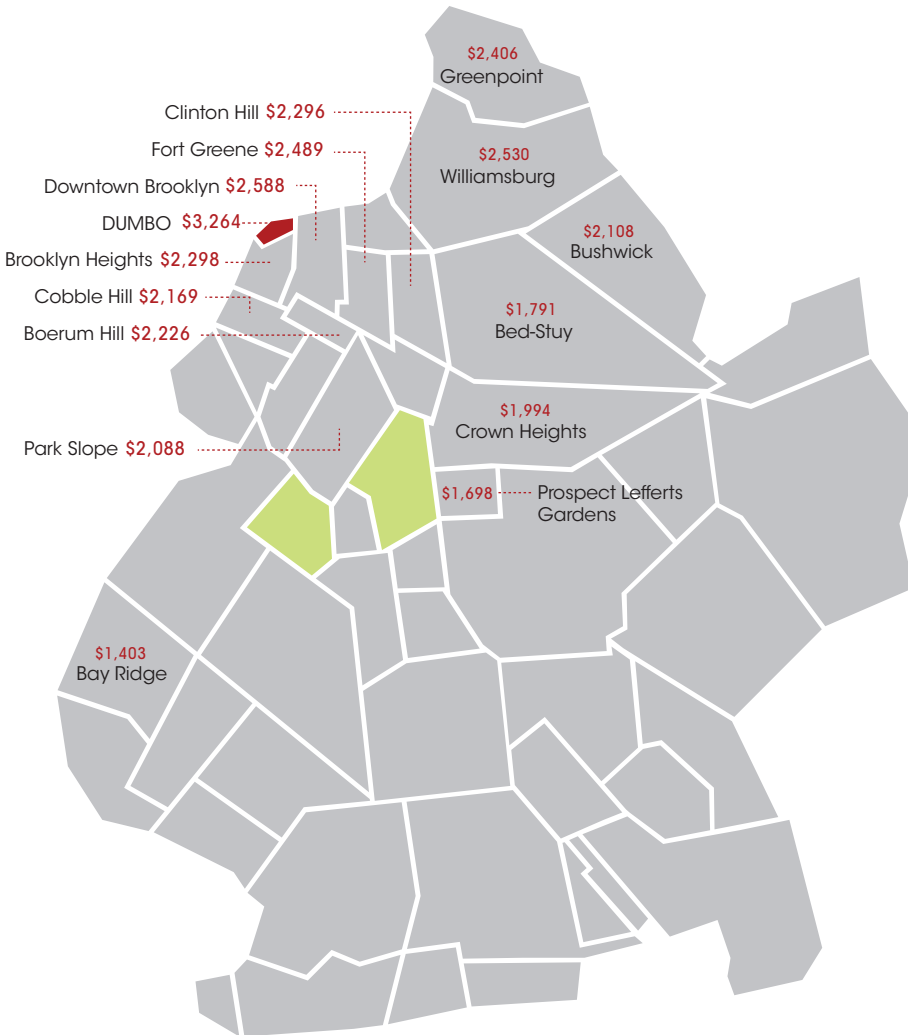 $2,406
Greenpoint
Clinton Hill $2,296
Fort Greene $2,489
$2,530
Williamsburg
Downtown Brooklyn $2,588
DUMBO $3,264
$2,108
Bushwick
Brooklyn Heights $2,298
Cobble Hill $2,169
$1,791
Bed-Stuy
Boerum Hill $2,226
$1,994
Crown Heights
Park Slope $2,088
$1,698 Prospect Lefferts
Gardens
$1,403
Bay Ridge